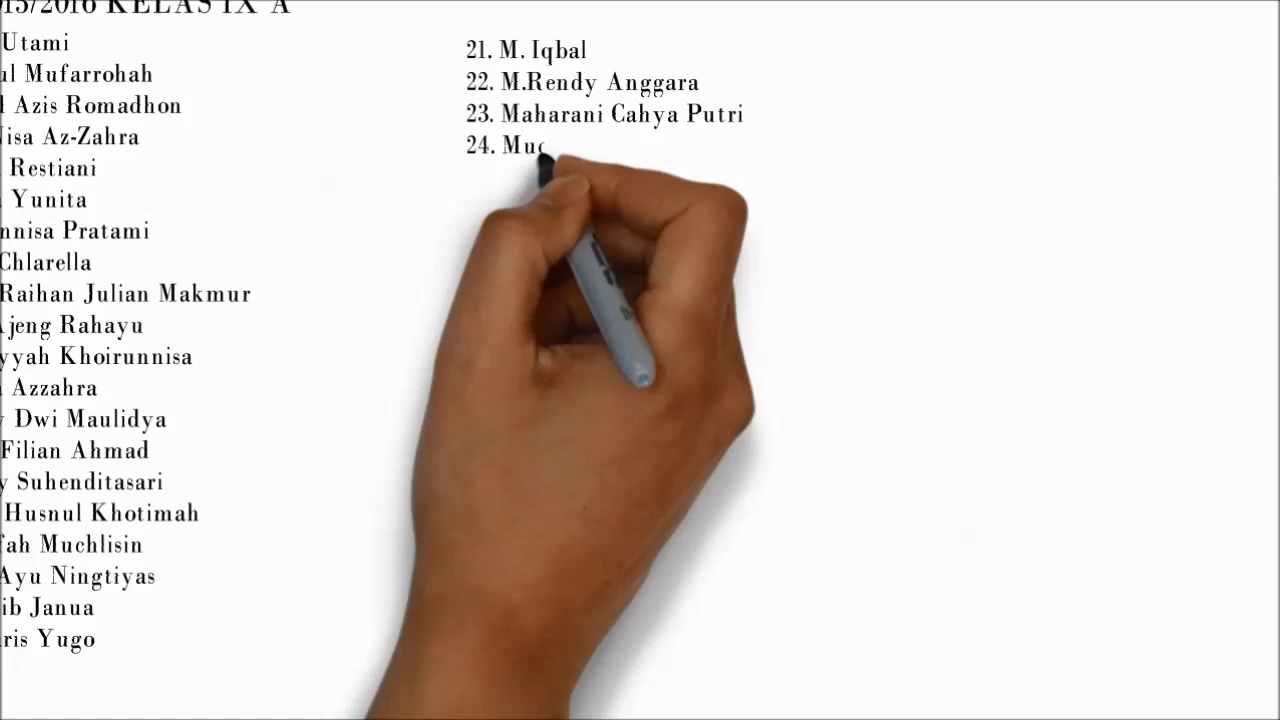 015/2016 KELAS IX A
Utami
ul Mufarrohah
Azis Romadhon
Nisa Az-Zahra
Restiani
Yunita
nnisa Pratami
Chlarella
Raihan Julian Makmur
Ajeng Rahayu
yyah Khoirunnisa
Azzahra
Dwi Maulidya
Filian Ahmad
y Suhenditasari
Husnul Khotimah
fah Muchlisin
Ayu Ningtiyas
ib Janua
ris Yugo
21. M. Iqbal
22. M.Rendy Anggara
23. Maharani Cahya Putri
24. Muc